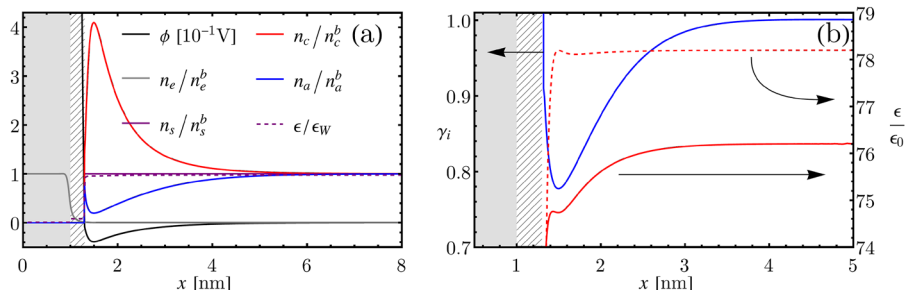 4
3
2
1
0
0
2
4
6
8
x [nm]
ϕ [10⁻¹V]
n_c/n_c^b
(a)
n_e/n_e^b
n_a/n_a^b
n_s/n_s^b
ϵ/ϵ_W
1.0
0.9
0.8
0.7
γ_i
(b)
1
2
3
4
5
x [nm]
79
78
77
76
75
74
ϵ/ϵ_0